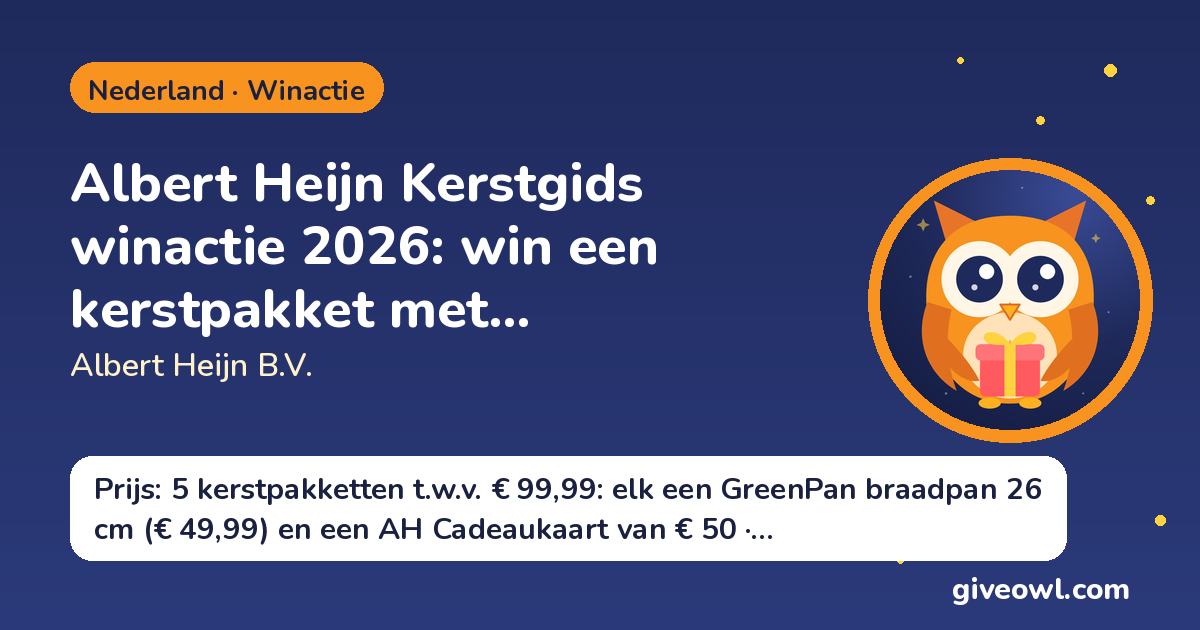 Nederland · Winactie
Albert Heijn Kerstgids
winactie 2026: win een
kerstpakket met...
Albert Heijn B.V.
Prijs: 5 kerstpakketten t.w.v. € 99,99: elk een GreenPan braadpan 26
cm (€ 49,99) en een AH Cadeaukaart van € 50 ·...
giveowl.com